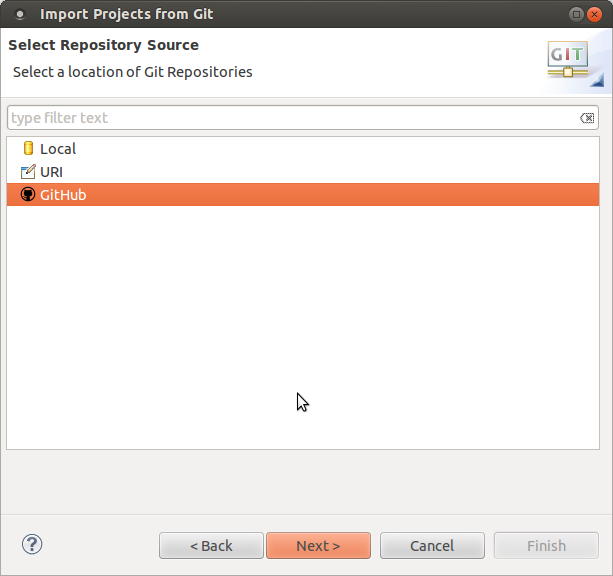 Import Projects from Git
Select Repository Source
Select a location of Git Repositories
GIT
type filter text
Local
URI
GitHub
?
< Back
Next >
Cancel
Finish